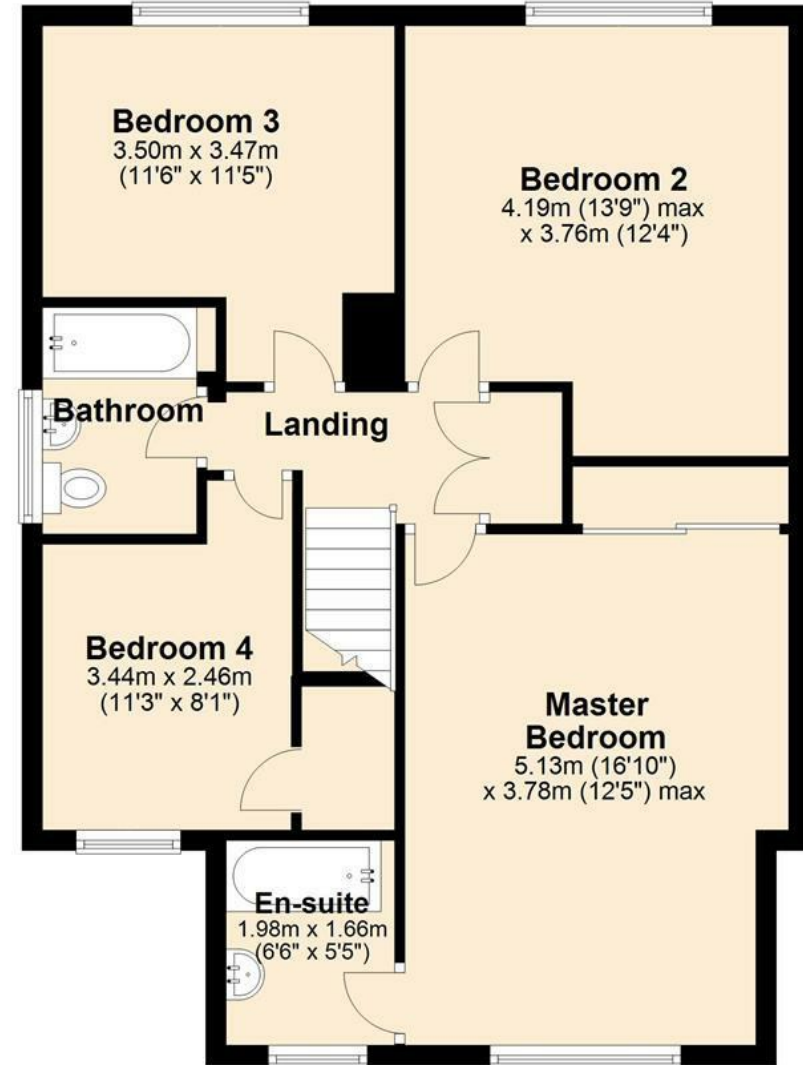 Bedroom 3
3.50m x 3.47m
(11'6" x 11'5")
Bedroom 2
4.19m (13'9") max
x 3.76m (12'4")
Bathroom
Landing
Bedroom 4
3.44m x 2.46m
(11'3" x 8'1")
Master
Bedroom
5.13m (16'10")
x 3.78m (12'5") max
En-suite
1.98m x 1.66m
(6'6" x 5'5")